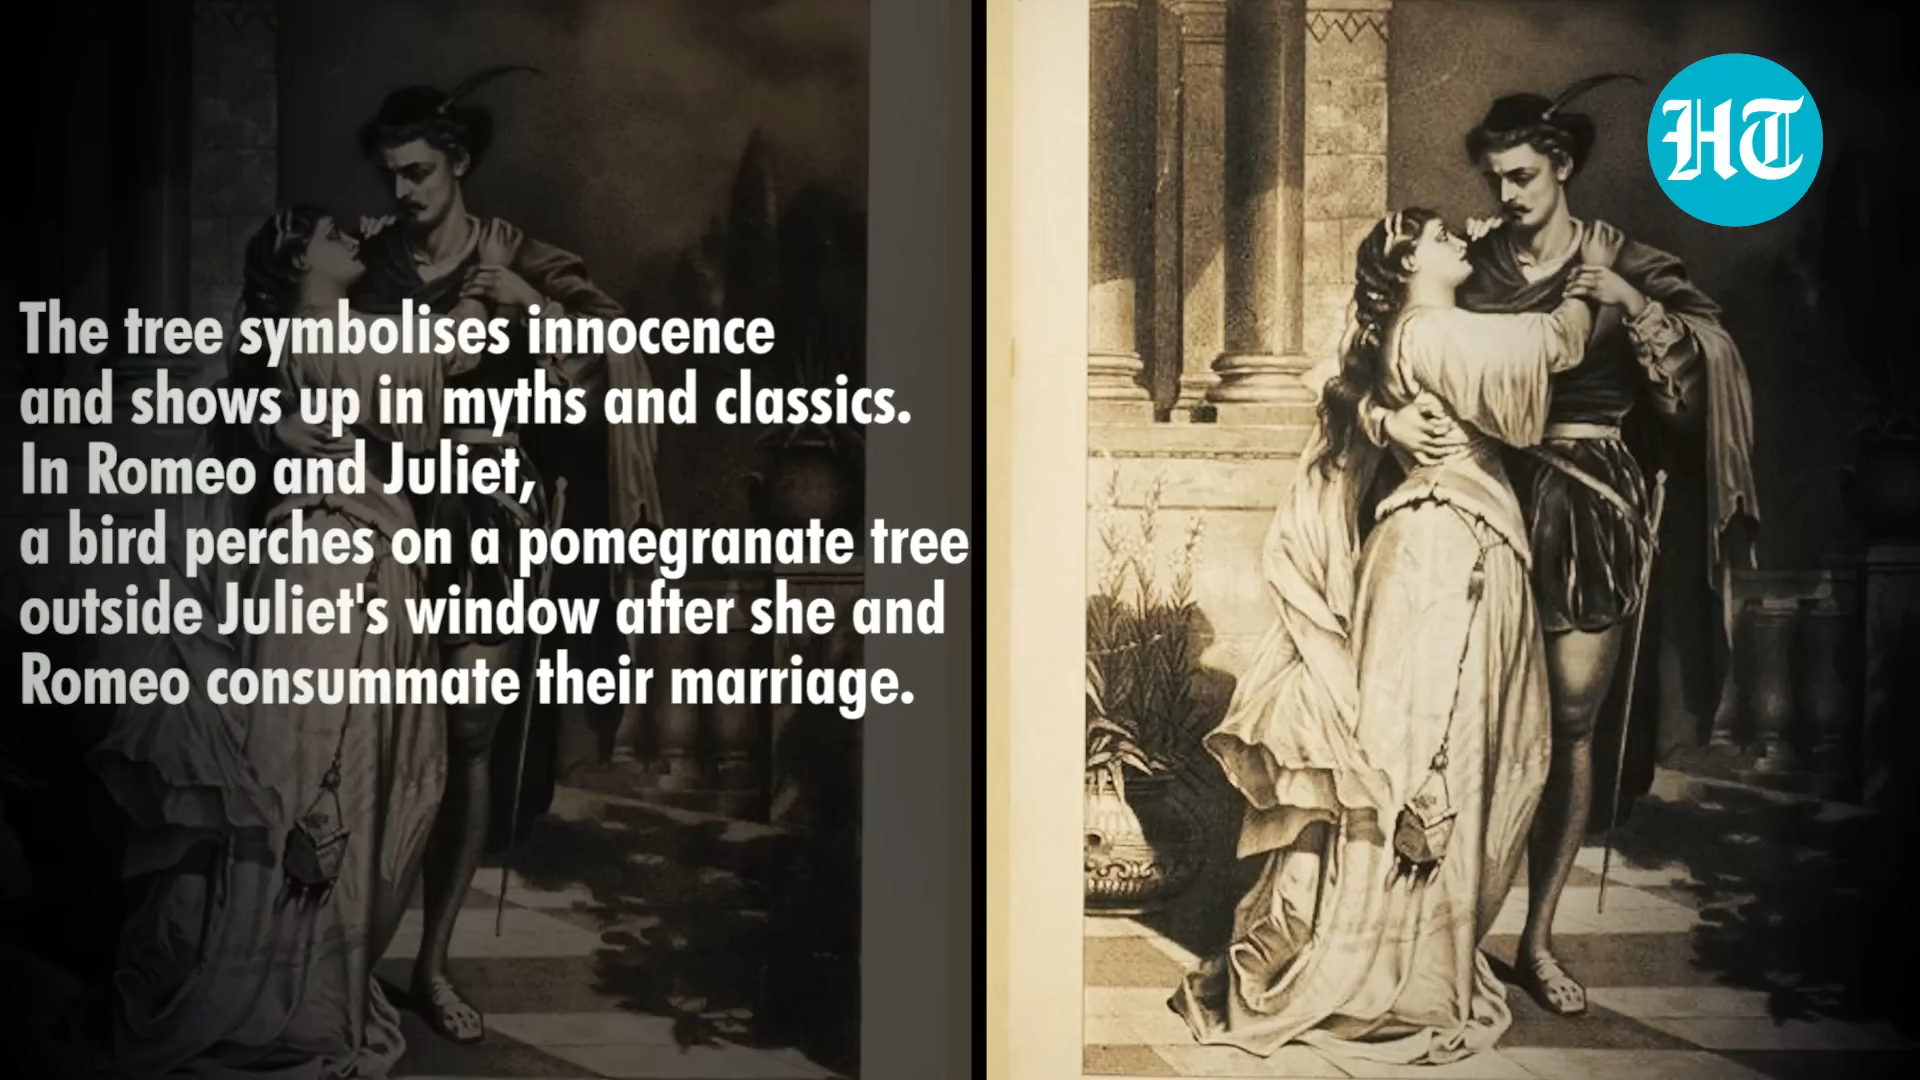 The tree symbolises innocence
and shows up in myths and classics.
In Romeo and Juliet,
a bird perches on a pomegranate tree
outside Juliet's window after she and
Romeo consummate their marriage.
HT